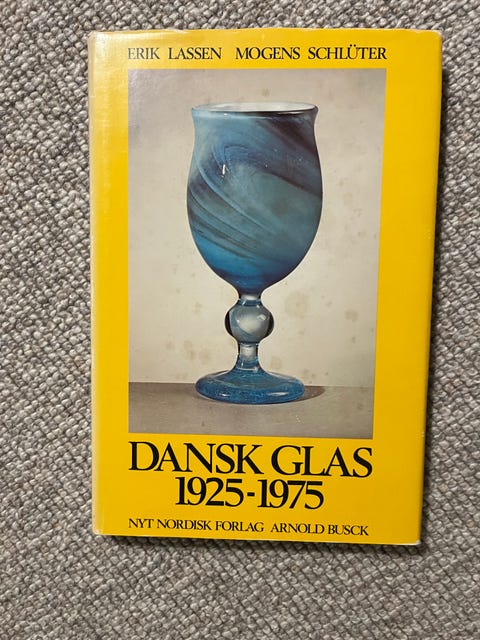 ERIK LASSEN MOGENS SCHLÜTER
DANSK GLAS
1925-1975
NYT NORDISK FORLAG ARNOLD BUSCK